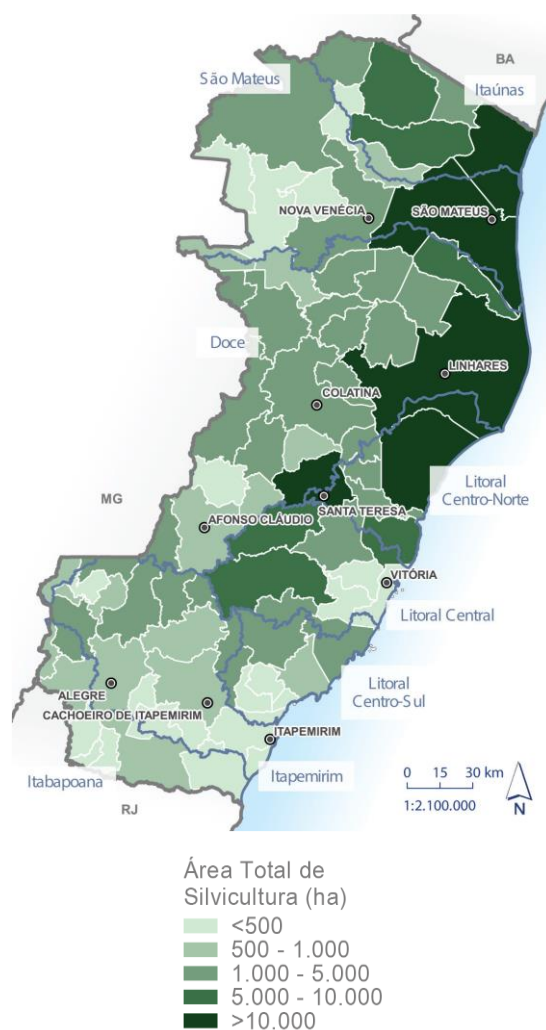 BA
São Mateus
Itaúnas
NOVA VENÉCIA
SÃO MATEUS
Doce
LINHARES
COLATINA
Litoral
Centro-Norte
MG
SANTA TERESA
AFONSO CLÁUDIO
VITÓRIA
Litoral Central
Litoral
Centro-Sul
ALEGRE
CACHOEIRO DE ITAPEMIRIM
ITAPEMIRIM
Itabapoana
Itapemirim
0 15 30 km
1:2.100.000
N
RJ
Área Total de
Silvicultura (ha)
<500
500 - 1.000
1.000 - 5.000
5.000 - 10.000
>10.000